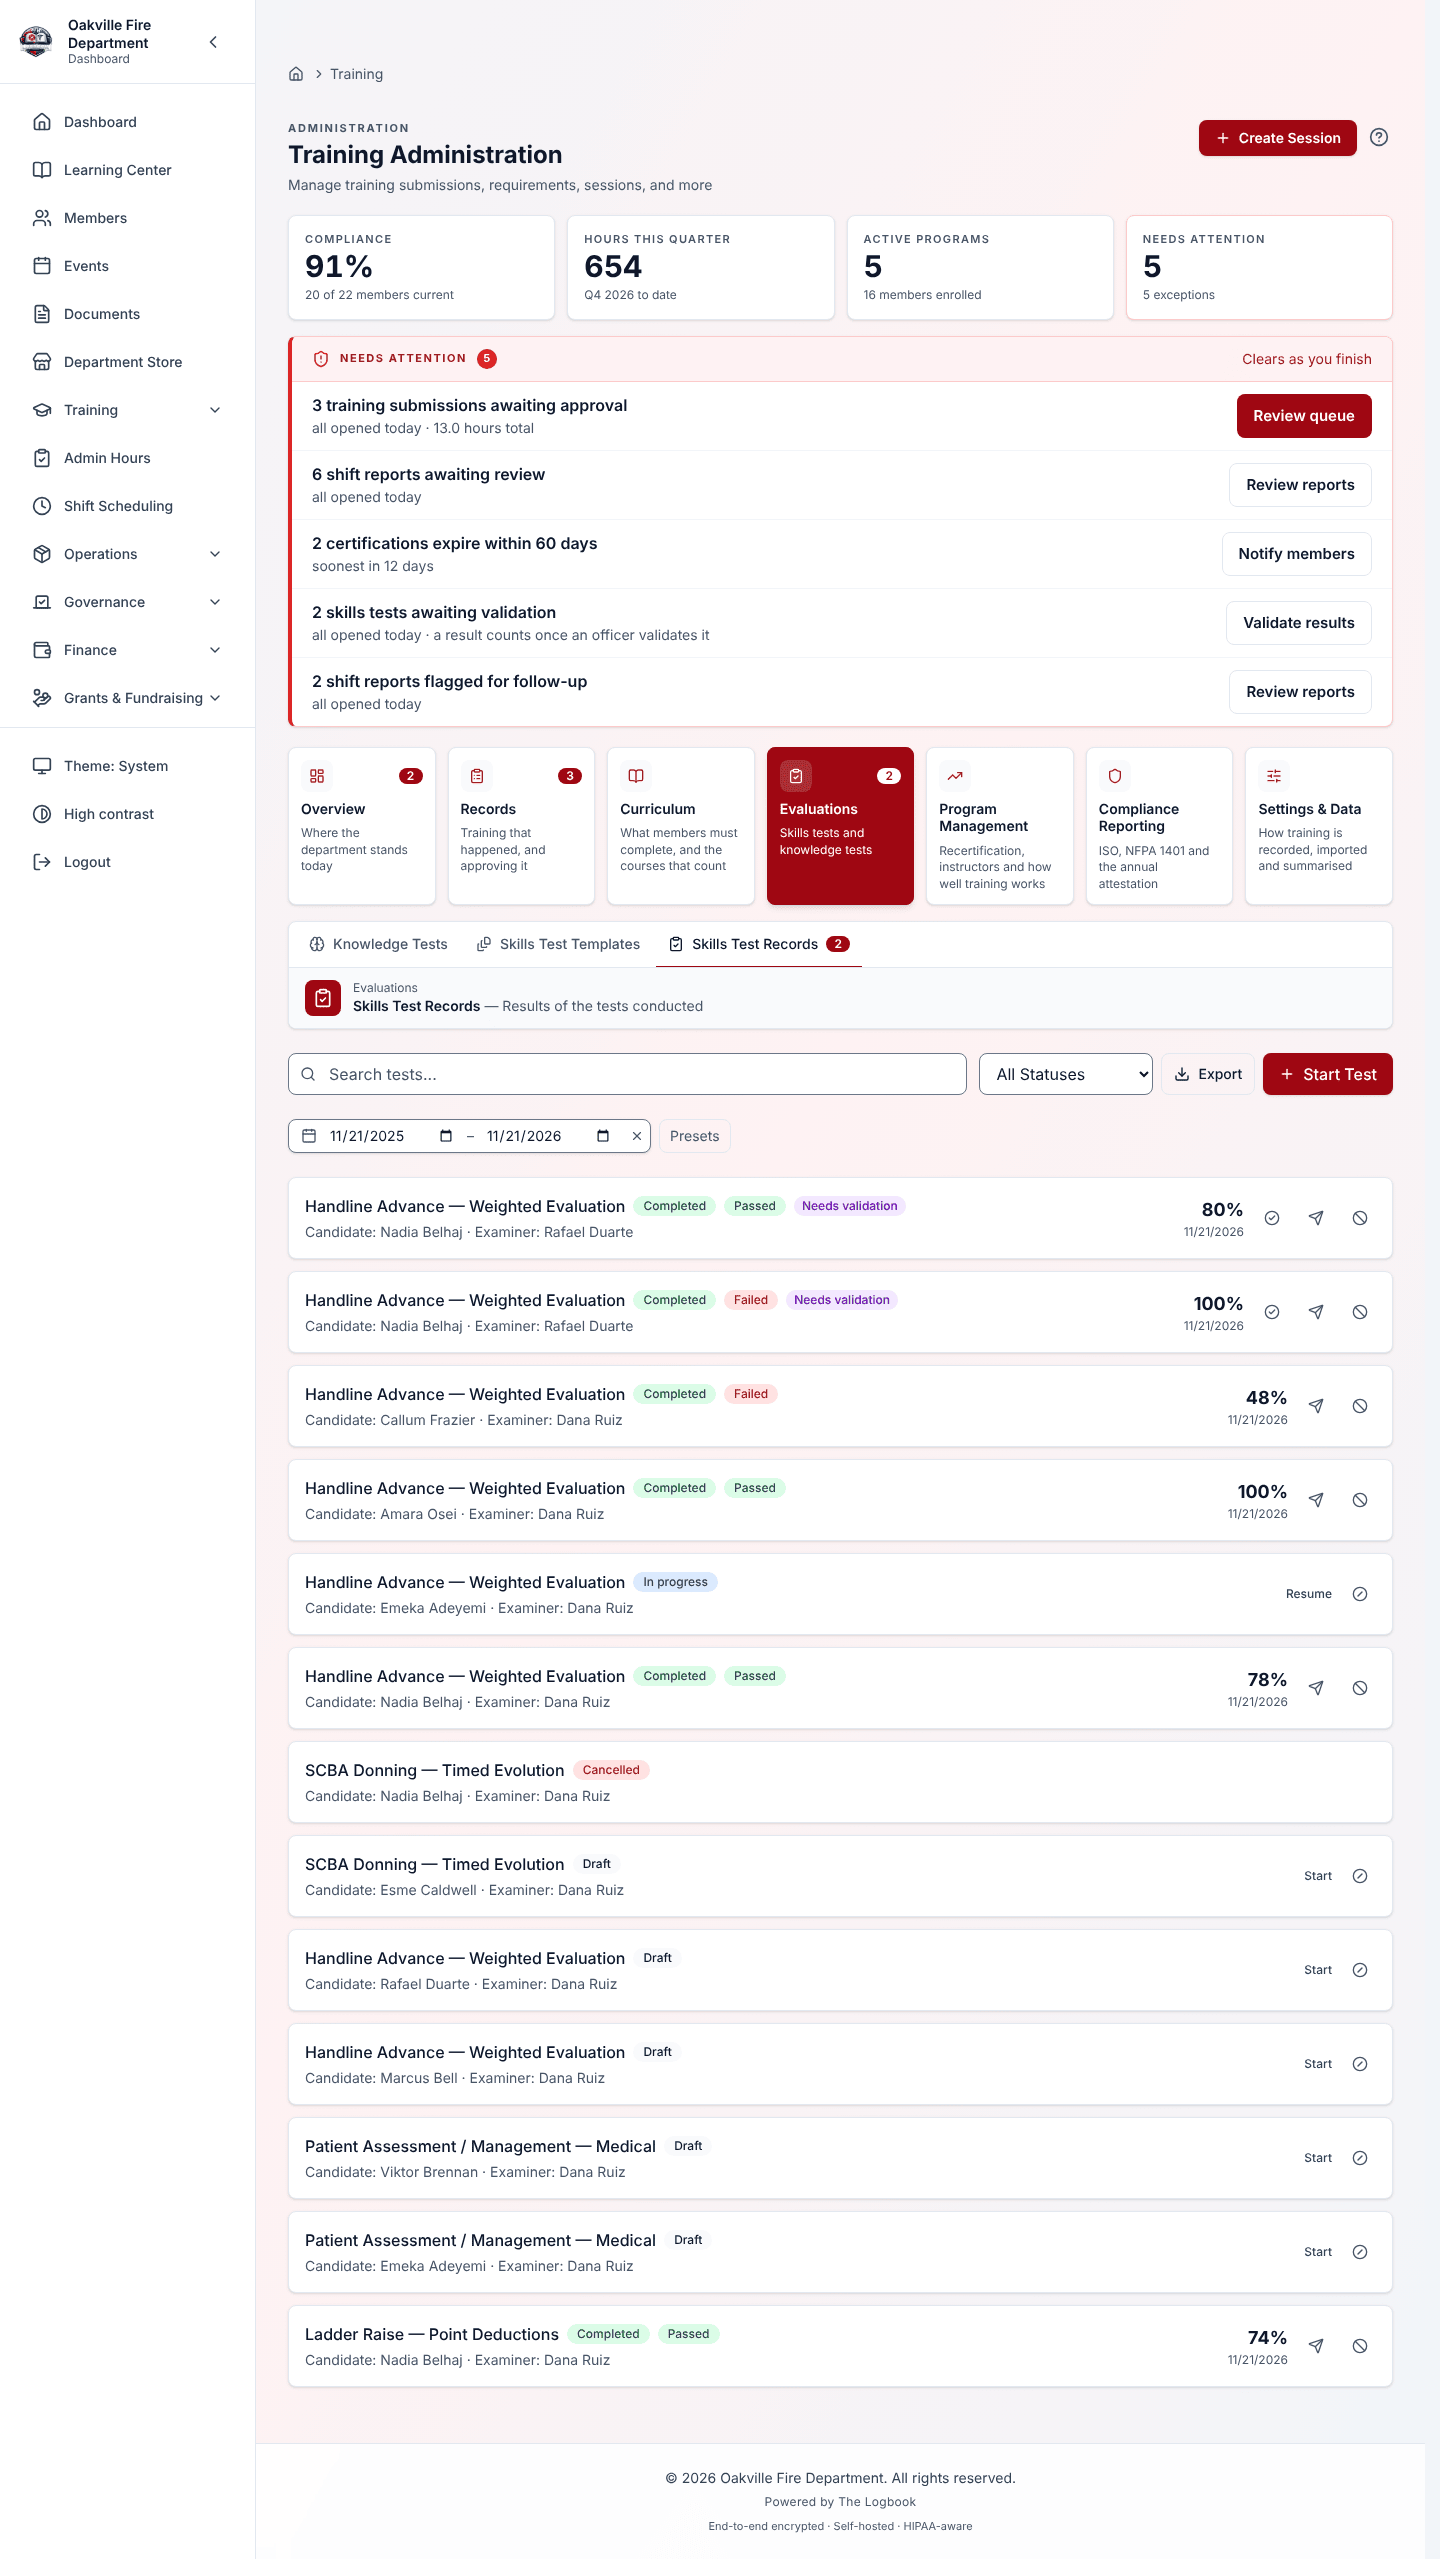 Oakville Fire
Department
Dashboard
Dashboard
Learning Center
Members
Events
Documents
Department Store
Training
Admin Hours
Shift Scheduling
Operations
Governance
Finance
Grants & Fundraising
Theme: System
High contrast
Logout
Training
ADMINISTRATION
Training Administration
Manage training submissions, requirements, sessions, and more
Create Session
COMPLIANCE
91%
20 of 22 members current
HOURS THIS QUARTER
654
Q4 2026 to date
ACTIVE PROGRAMS
5
16 members enrolled
NEEDS ATTENTION
5
5 exceptions
NEEDS ATTENTION 5
Clears as you finish
3 training submissions awaiting approval
all opened today · 13.0 hours total
Review queue
6 shift reports awaiting review
all opened today
Review reports
2 certifications expire within 60 days
soonest in 12 days
Notify members
2 skills tests awaiting validation
all opened today · a result counts once an officer validates it
Validate results
2 shift reports flagged for follow-up
all opened today
Review reports
2
Overview
Where the
department stands
today
3
Records
Training that
happened, and
approving it
Curriculum
What members must
complete, and the
courses that count
2
Evaluations
Skills tests and
knowledge tests
Program
Management
Recertification,
instructors and how
well training works
Compliance
Reporting
ISO, NFPA 1401 and
the annual
attestation
Settings & Data
How training is
recorded, imported
and summarised
Knowledge Tests
Skills Test Templates
Skills Test Records 2
Evaluations
Skills Test Records — Results of the tests conducted
Search tests...
All Statuses
Export
Start Test
11/21/2025 – 11/21/2026
Presets
Handline Advance — Weighted Evaluation Completed Passed Needs validation
Candidate: Nadia Belhaj · Examiner: Rafael Duarte
80%
11/21/2026
Handline Advance — Weighted Evaluation Completed Failed Needs validation
Candidate: Nadia Belhaj · Examiner: Rafael Duarte
100%
11/21/2026
Handline Advance — Weighted Evaluation Completed Failed
Candidate: Callum Frazier · Examiner: Dana Ruiz
48%
11/21/2026
Handline Advance — Weighted Evaluation Completed Passed
Candidate: Amara Osei · Examiner: Dana Ruiz
100%
11/21/2026
Handline Advance — Weighted Evaluation In progress
Candidate: Emeka Adeyemi · Examiner: Dana Ruiz
Resume
Handline Advance — Weighted Evaluation Completed Passed
Candidate: Nadia Belhaj · Examiner: Dana Ruiz
78%
11/21/2026
SCBA Donning — Timed Evolution Cancelled
Candidate: Nadia Belhaj · Examiner: Dana Ruiz
SCBA Donning — Timed Evolution Draft
Candidate: Esme Caldwell · Examiner: Dana Ruiz
Start
Handline Advance — Weighted Evaluation Draft
Candidate: Rafael Duarte · Examiner: Dana Ruiz
Start
Handline Advance — Weighted Evaluation Draft
Candidate: Marcus Bell · Examiner: Dana Ruiz
Start
Patient Assessment / Management — Medical Draft
Candidate: Viktor Brennan · Examiner: Dana Ruiz
Start
Patient Assessment / Management — Medical Draft
Candidate: Emeka Adeyemi · Examiner: Dana Ruiz
Start
Ladder Raise — Point Deductions Completed Passed
Candidate: Nadia Belhaj · Examiner: Dana Ruiz
74%
11/21/2026
© 2026 Oakville Fire Department. All rights reserved.
Powered by The Logbook
End-to-end encrypted · Self-hosted · HIPAA-aware